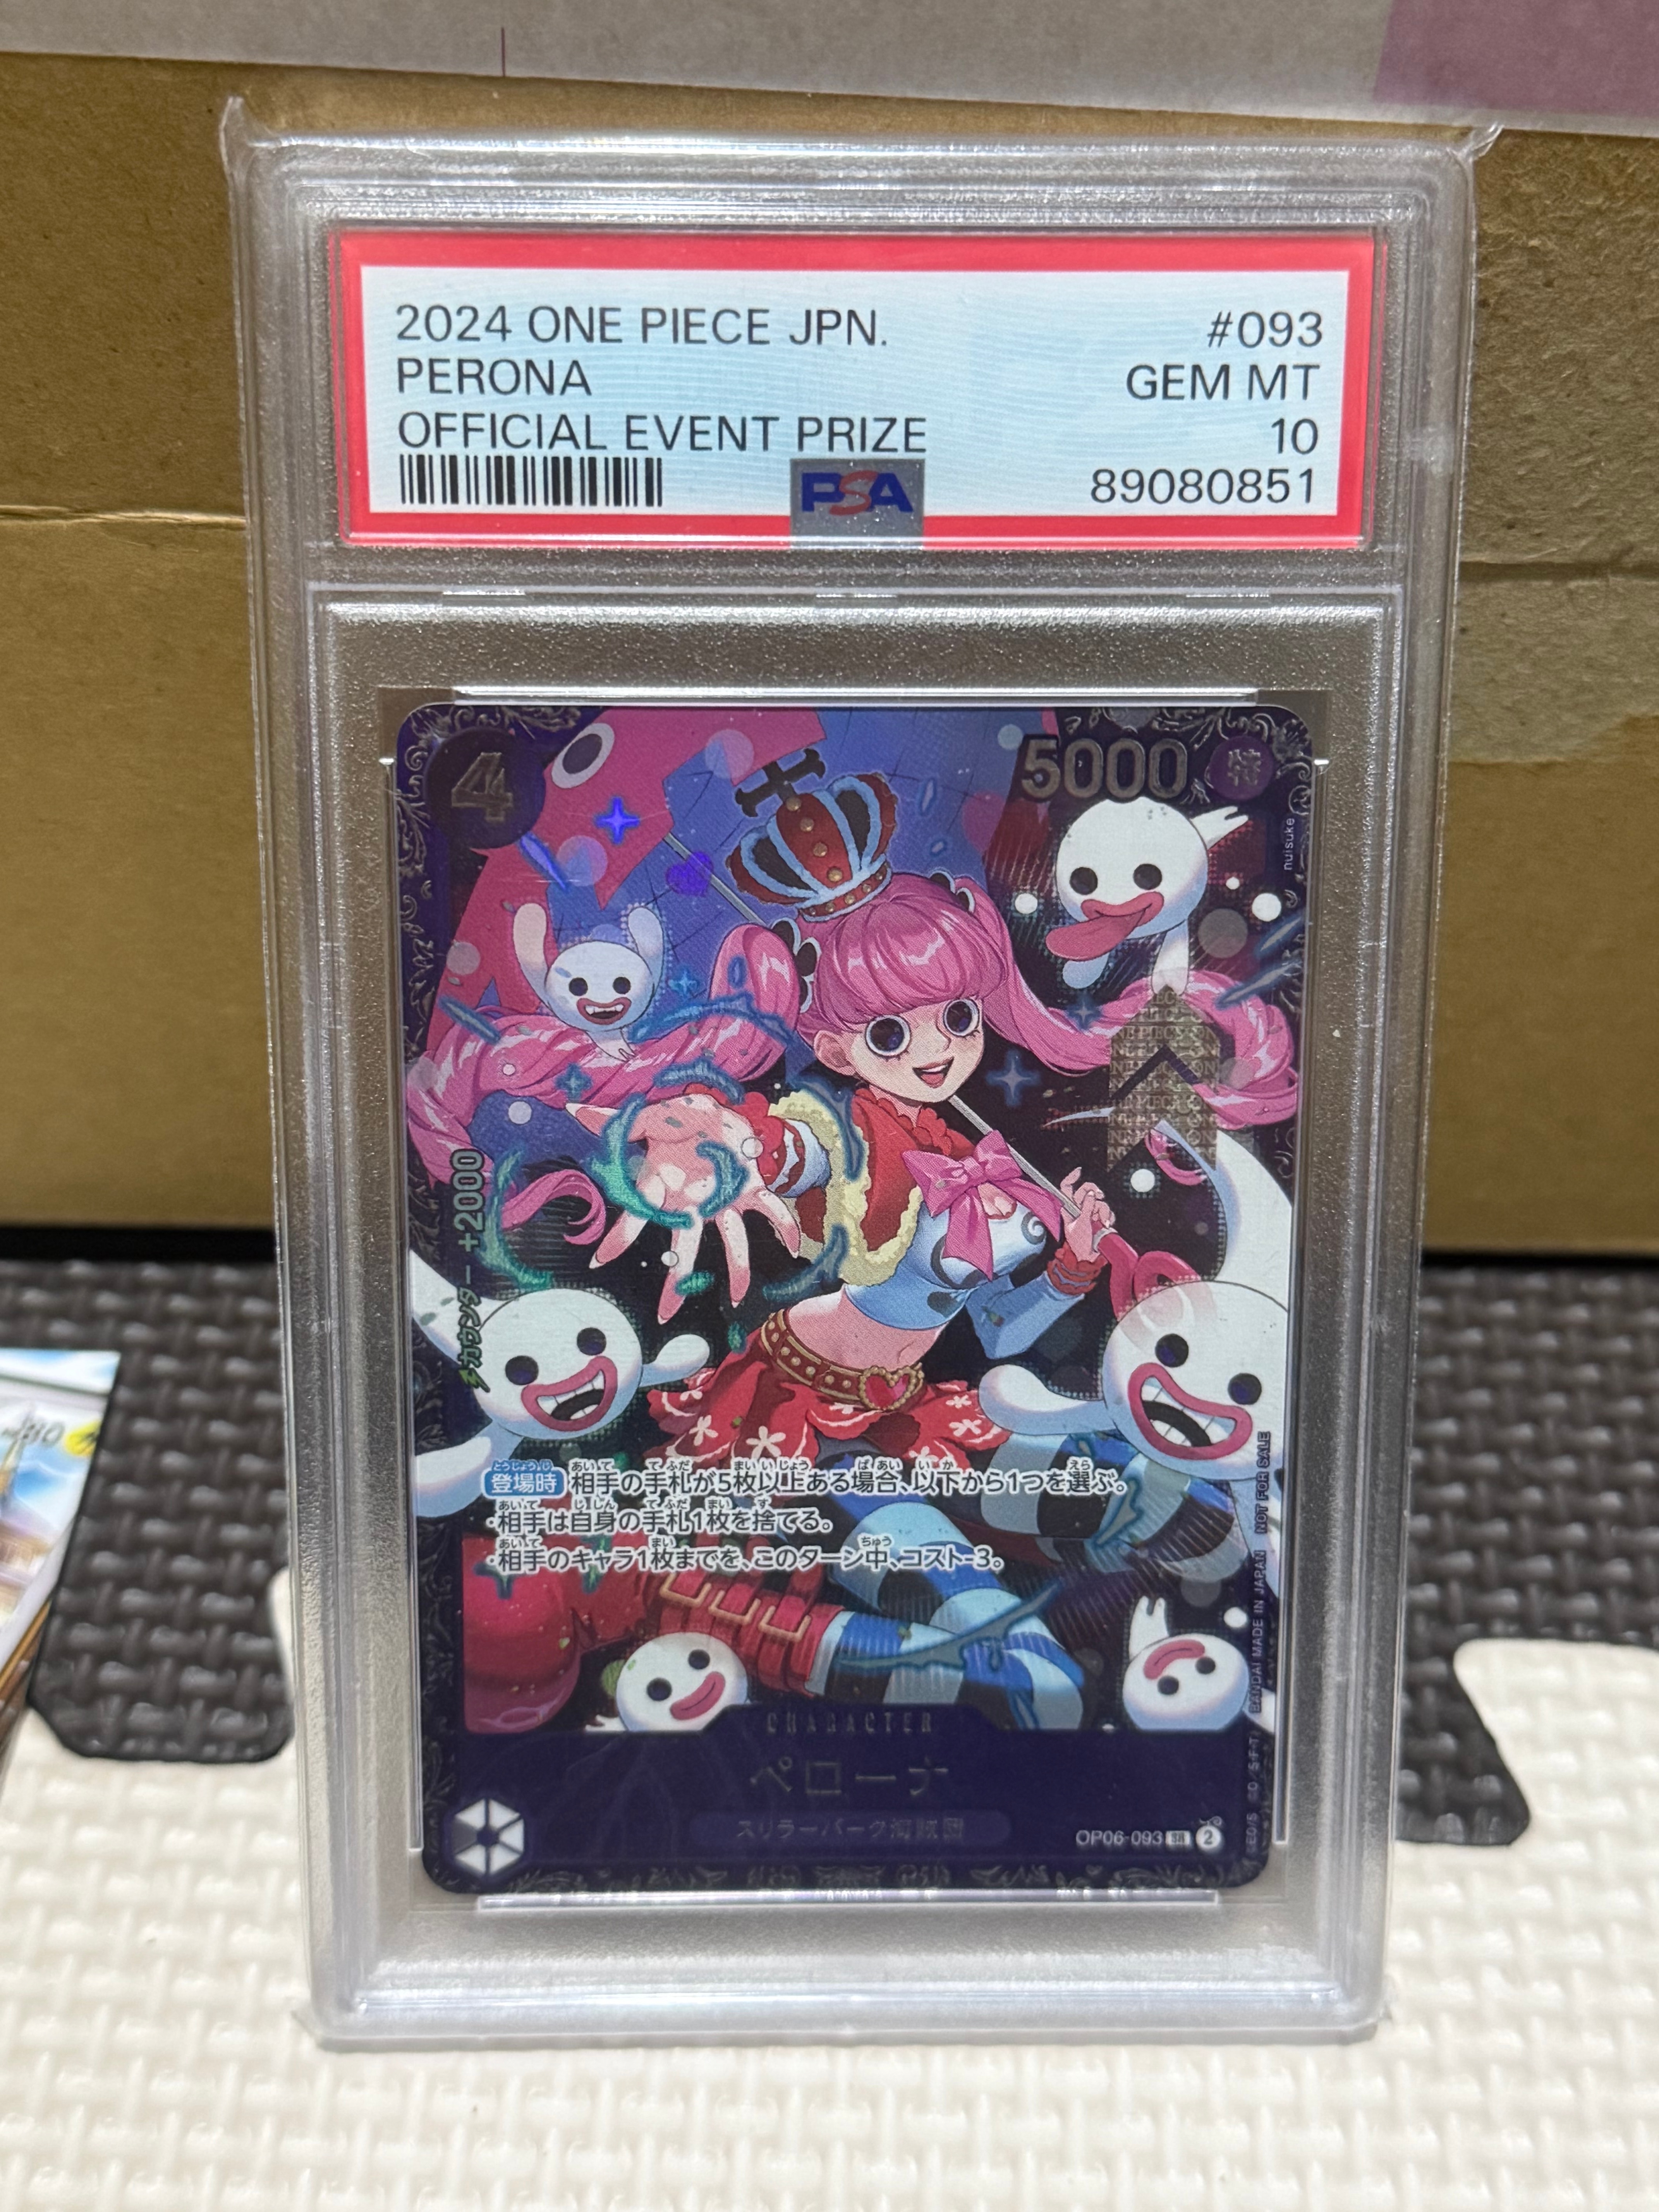 2024 ONE PIECE JPN. #093
PERONA GEM MT
OFFICIAL EVENT PRIZE 10
PSA 89080851
4
5000 特
nuisuke
カウンター +2000
登場時 相手の手札が5枚以上ある場合、以下から1つを選ぶ。
・相手は自身の手札1枚を捨てる。
・相手のキャラ1枚までを、このターン中、コスト-3。
BANDAI MADE IN JAPAN NOT FOR SALE
CHARACTER
ペローナ
スリラーバーク海賊団
OP06-093 SR 2